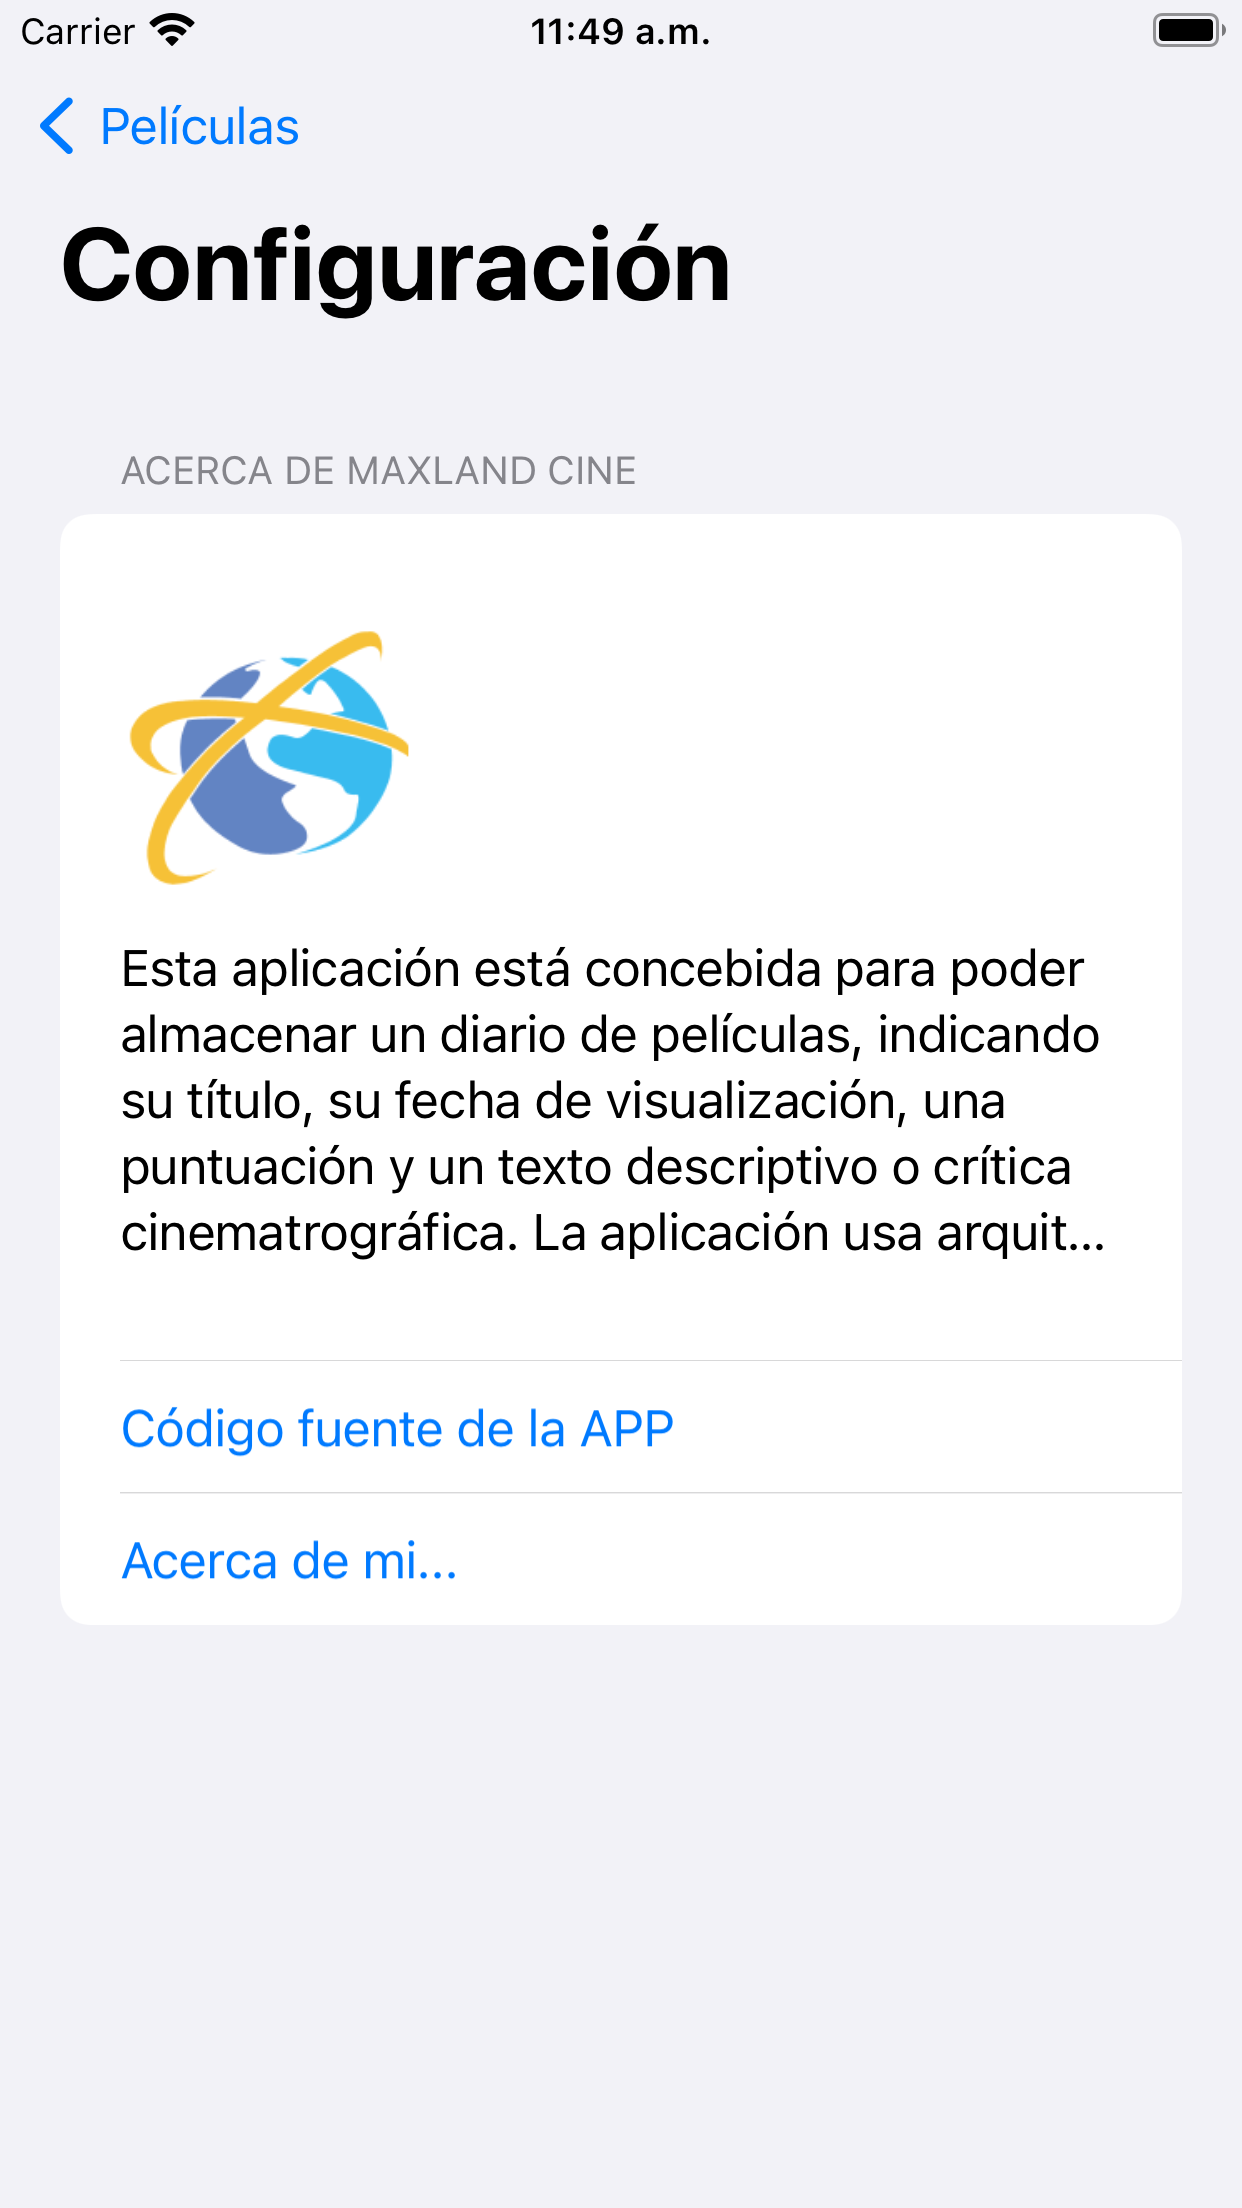 Carrier
11:49 a.m.
Películas
Configuración
ACERCA DE MAXLAND CINE
Esta aplicación está concebida para poder
almacenar un diario de películas, indicando
su título, su fecha de visualización, una
puntuación y un texto descriptivo o crítica
cinematrográfica. La aplicación usa arquit...
Código fuente de la APP
Acerca de mi...